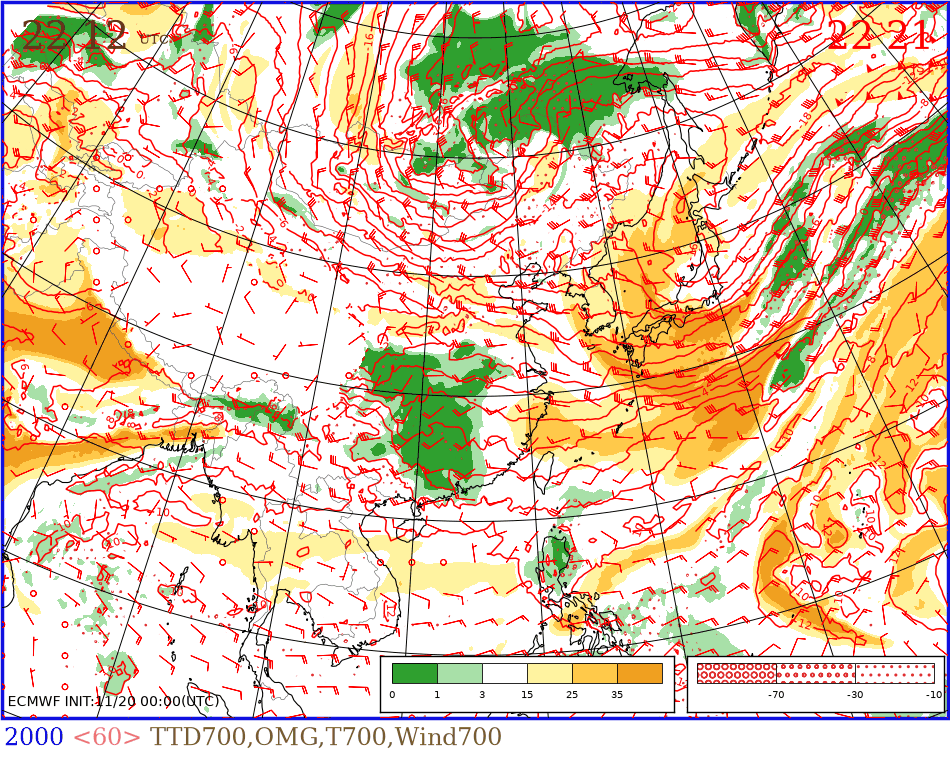 22 12 UTC
22 21
0 1 3 15 25 35
-70 -30 -10
ECMWF INIT:11/20 00:00(UTC)
2000 <60> TTD700,OMG,T700,Wind700